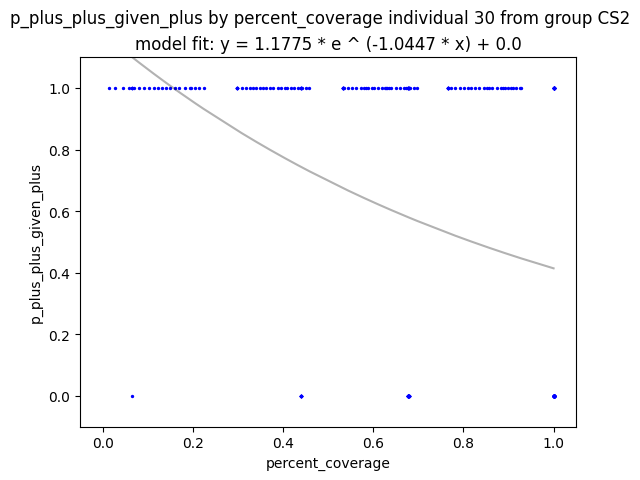 p_plus_plus_given_plus by percent_coverage individual 30 from group CS2
model fit: y = 1.1775 * e ^ (-1.0447 * x) + 0.0
1.0
0.8
0.6
0.4
0.2
0.0
p_plus_plus_given_plus
0.0 0.2 0.4 0.6 0.8 1.0
percent_coverage